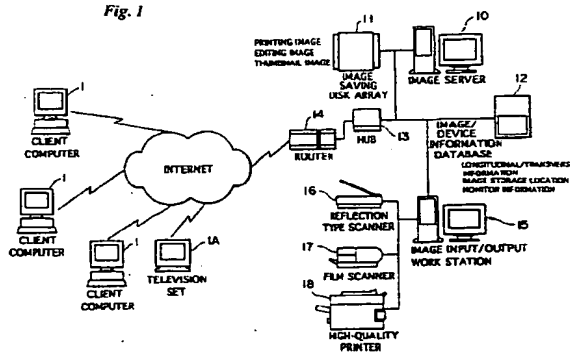 Fig. 1
PRINTING IMAGE
EDITING IMAGE
THUMBNAIL IMAGE
11
IMAGE
SAVING
DISK ARRAY
10
IMAGE SERVER
12
IMAGE/
DEVICE
INFORMATION
DATABASE
LONGITUDINAL/TRANSVERS
INFORMATION
IMAGE STORAGE LOCATION
MONITOR INFORMATION
14
ROUTER
13
HUB
1
CLIENT
COMPUTER
INTERNET
1
CLIENT
COMPUTER
1
CLIENT
COMPUTER
1A
TELEVISION
SET
16
REFLECTION
TYPE SCANNER
15
IMAGE INPUT/OUTPUT
WORK STATION
17
FILM SCANNER
18
HIGH-QUALITY
PRINTER